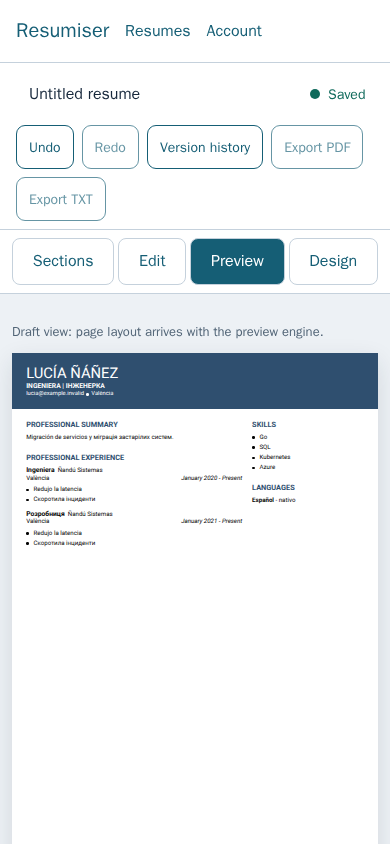 Resumiser Resumes Account
Untitled resume Saved
Undo Redo Version history Export PDF
Export TXT
Sections Edit Preview Design
Draft view: page layout arrives with the preview engine.
LUCÍA ÑÁÑEZ
INGENIERA | ІНЖЕНЕРКА
lucia@example.invalid València
PROFESSIONAL SUMMARY
Migración de servicios y міграція застарілих систем.
PROFESSIONAL EXPERIENCE
Ingeniera Ñandú Sistemas
València January 2020 - Present
Redujo la latencia
Скоротила інциденти
Розробниця Ñandú Sistemas
València January 2021 - Present
Redujo la latencia
Скоротила інциденти
SKILLS
Go
SQL
Kubernetes
Azure
LANGUAGES
Español - nativo